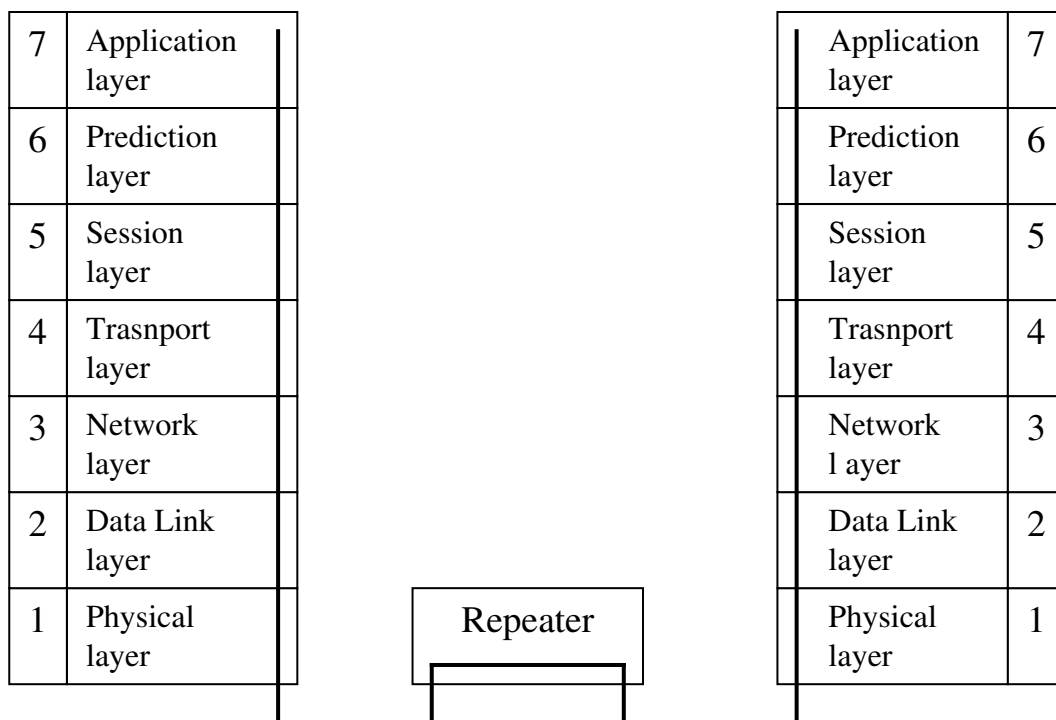 7 Application
layer
6 Prediction
layer
5 Session
layer
4 Trasnport
layer
3 Network
layer
2 Data Link
layer
1 Physical
layer
Repeater
Application 7
layer
Prediction 6
layer
Session 5
layer
Trasnport 4
layer
Network 3
l ayer
Data Link 2
layer
Physical 1
layer